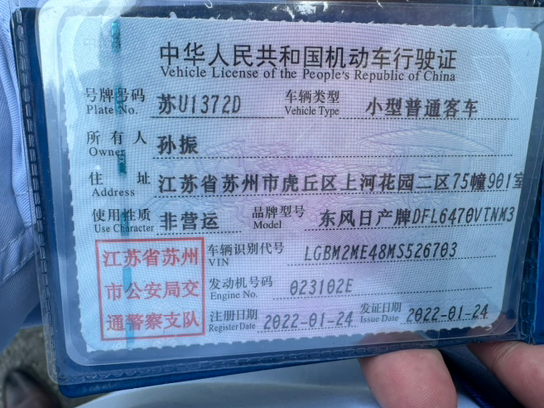 中华人民共和国机动车行驶证
Vehicle License of the People's Republic of China
号牌号码 苏U1372D 车辆类型 小型普通客车
Plate No. Vehicle Type
所有人 孙振
Owner
住址 江苏省苏州市虎丘区上河花园二区75幢901室
Address
使用性质 非营运 品牌型号 东风日产牌DFL6470VTNM3
Use Character Model
江苏省苏州
市公安局交
通警察支队
车辆识别代号 LGBM2ME48MS526703
VIN
发动机号码 023102E
Engine No.
注册日期 2022-01-24 发证日期 2022-01-24
Register Date Issue Date